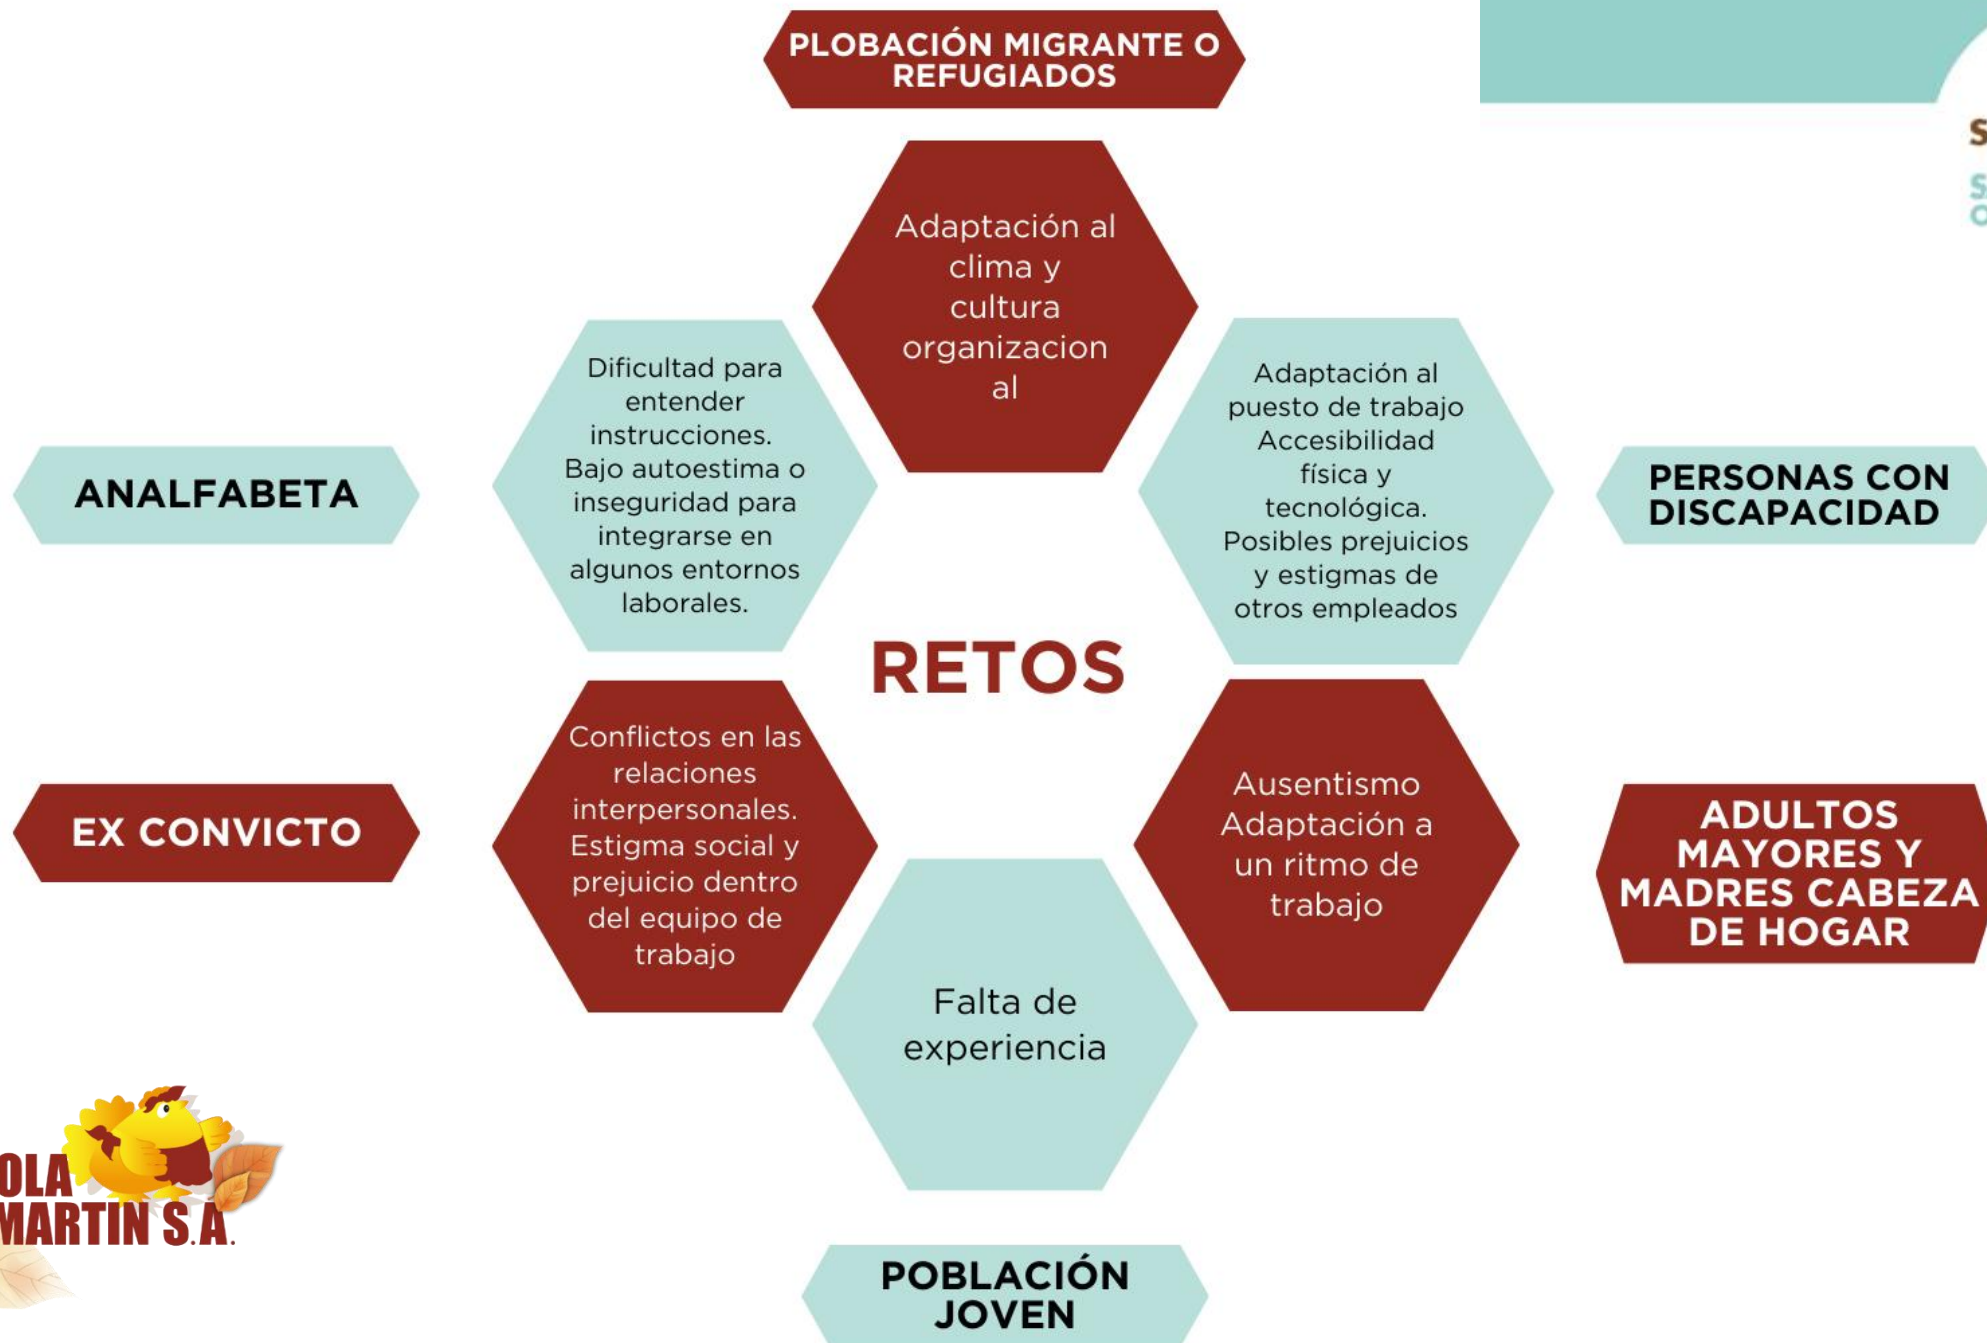 PLOBACIÓN MIGRANTE O
REFUGIADOS
Adaptación al
clima y
cultura
organizacion
al
Dificultad para
entender
instrucciones.
Bajo autoestima o
inseguridad para
integrarse en
algunos entornos
laborales.
Adaptación al
puesto de trabajo
Accesibilidad
física y
tecnológica.
Posibles prejuicios
y estigmas de
otros empleados
ANALFABETA
PERSONAS CON
DISCAPACIDAD
RETOS
Conflictos en las
relaciones
interpersonales.
Estigma social y
prejuicio dentro
del equipo de
trabajo
Ausentismo
Adaptación a
un ritmo de
trabajo
EX CONVICTO
ADULTOS
MAYORES Y
MADRES CABEZA
DE HOGAR
Falta de
experiencia
OLA
MARTIN S.A.
POBLACIÓN
JOVEN